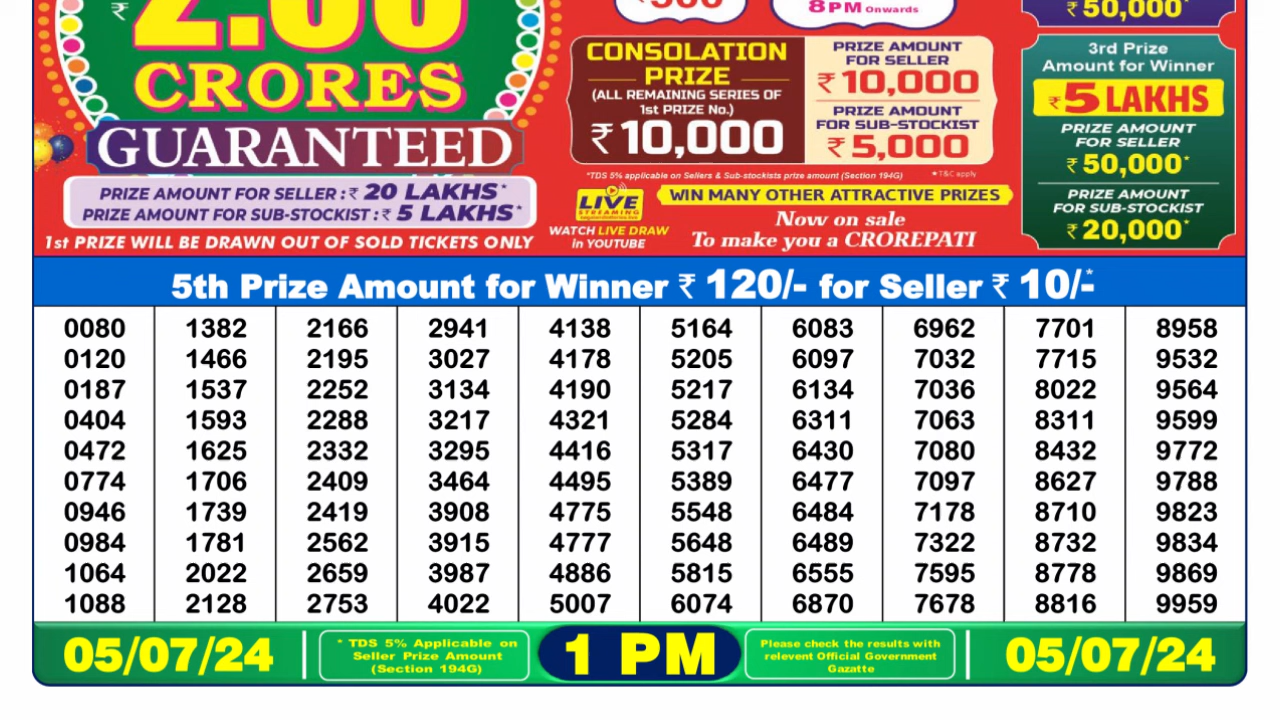 ₹ 2.00
CRORES
GUARANTEED
PRIZE AMOUNT FOR SELLER :₹ 20 LAKHS*
PRIZE AMOUNT FOR SUB-STOCKIST :₹ 5 LAKHS*
1st PRIZE WILL BE DRAWN OUT OF SOLD TICKETS ONLY
₹500
8PM Onwards
CONSOLATION
PRIZE
(ALL REMAINING SERIES OF
1st PRIZE No.)
₹ 10,000
PRIZE AMOUNT
FOR SELLER
₹ 10,000
PRIZE AMOUNT
FOR SUB-STOCKIST
₹ 5,000
*TDS 5% applicable on Sellers & Sub-stockists prize amount (Section 194G)
★T&C apply
LIVE
STREAMING
WATCH LIVE DRAW
in YOUTUBE
WIN MANY OTHER ATTRACTIVE PRIZES
Now on sale
To make you a CROREPATI
₹ 50,000*
3rd Prize
Amount for Winner
₹ 5 LAKHS
PRIZE AMOUNT
FOR SELLER
₹ 50,000*
PRIZE AMOUNT
FOR SUB-STOCKIST
₹ 20,000*
5th Prize Amount for Winner ₹ 120/- for Seller ₹ 10/-*
0080 1382 2166 2941 4138 5164 6083 6962 7701 8958
0120 1466 2195 3027 4178 5205 6097 7032 7715 9532
0187 1537 2252 3134 4190 5217 6134 7036 8022 9564
0404 1593 2288 3217 4321 5284 6311 7063 8311 9599
0472 1625 2332 3295 4416 5317 6430 7080 8432 9772
0774 1706 2409 3464 4495 5389 6477 7097 8627 9788
0946 1739 2419 3908 4775 5548 6484 7178 8710 9823
0984 1781 2562 3915 4777 5648 6489 7322 8732 9834
1064 2022 2659 3987 4886 5815 6555 7595 8778 9869
1088 2128 2753 4022 5007 6074 6870 7678 8816 9959
05/07/24
* TDS 5% Applicable on
Seller Prize Amount
(Section 194G)
1 PM
Please check the results with
relevent Official Government
Gazatte
05/07/24